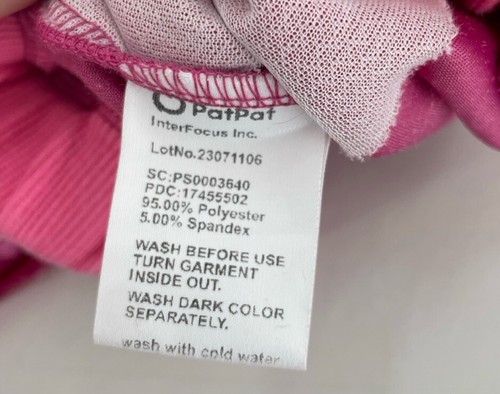 PatPat
InterFocus Inc.
LotNo.23071106
SC:PS0003640
PDC:17455502
95.00% Polyester
5.00% Spandex
WASH BEFORE USE
TURN GARMENT
INSIDE OUT.
WASH DARK COLOR
SEPARATELY.
wash with cold water